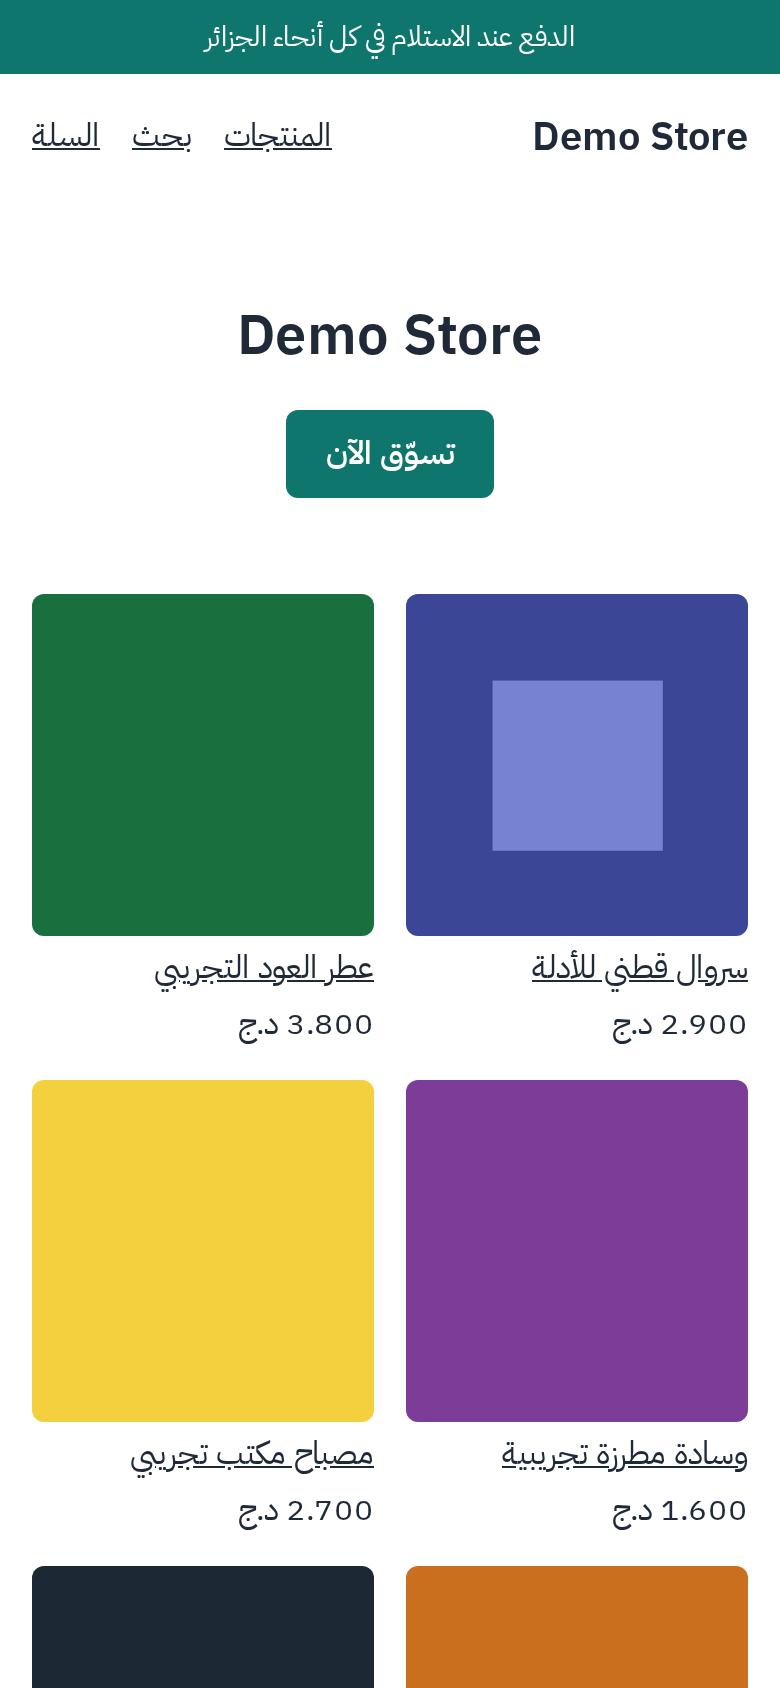 الدفع عند الاستلام في كل أنحاء الجزائر
Demo Store
المنتجات بحث السلة
Demo Store
تسوّق الآن
سروال قطني للأدلة
2.900 د.ج
عطر العود التجريبي
3.800 د.ج
وسادة مطرزة تجريبية
1.600 د.ج
مصباح مكتب تجريبي
2.700 د.ج